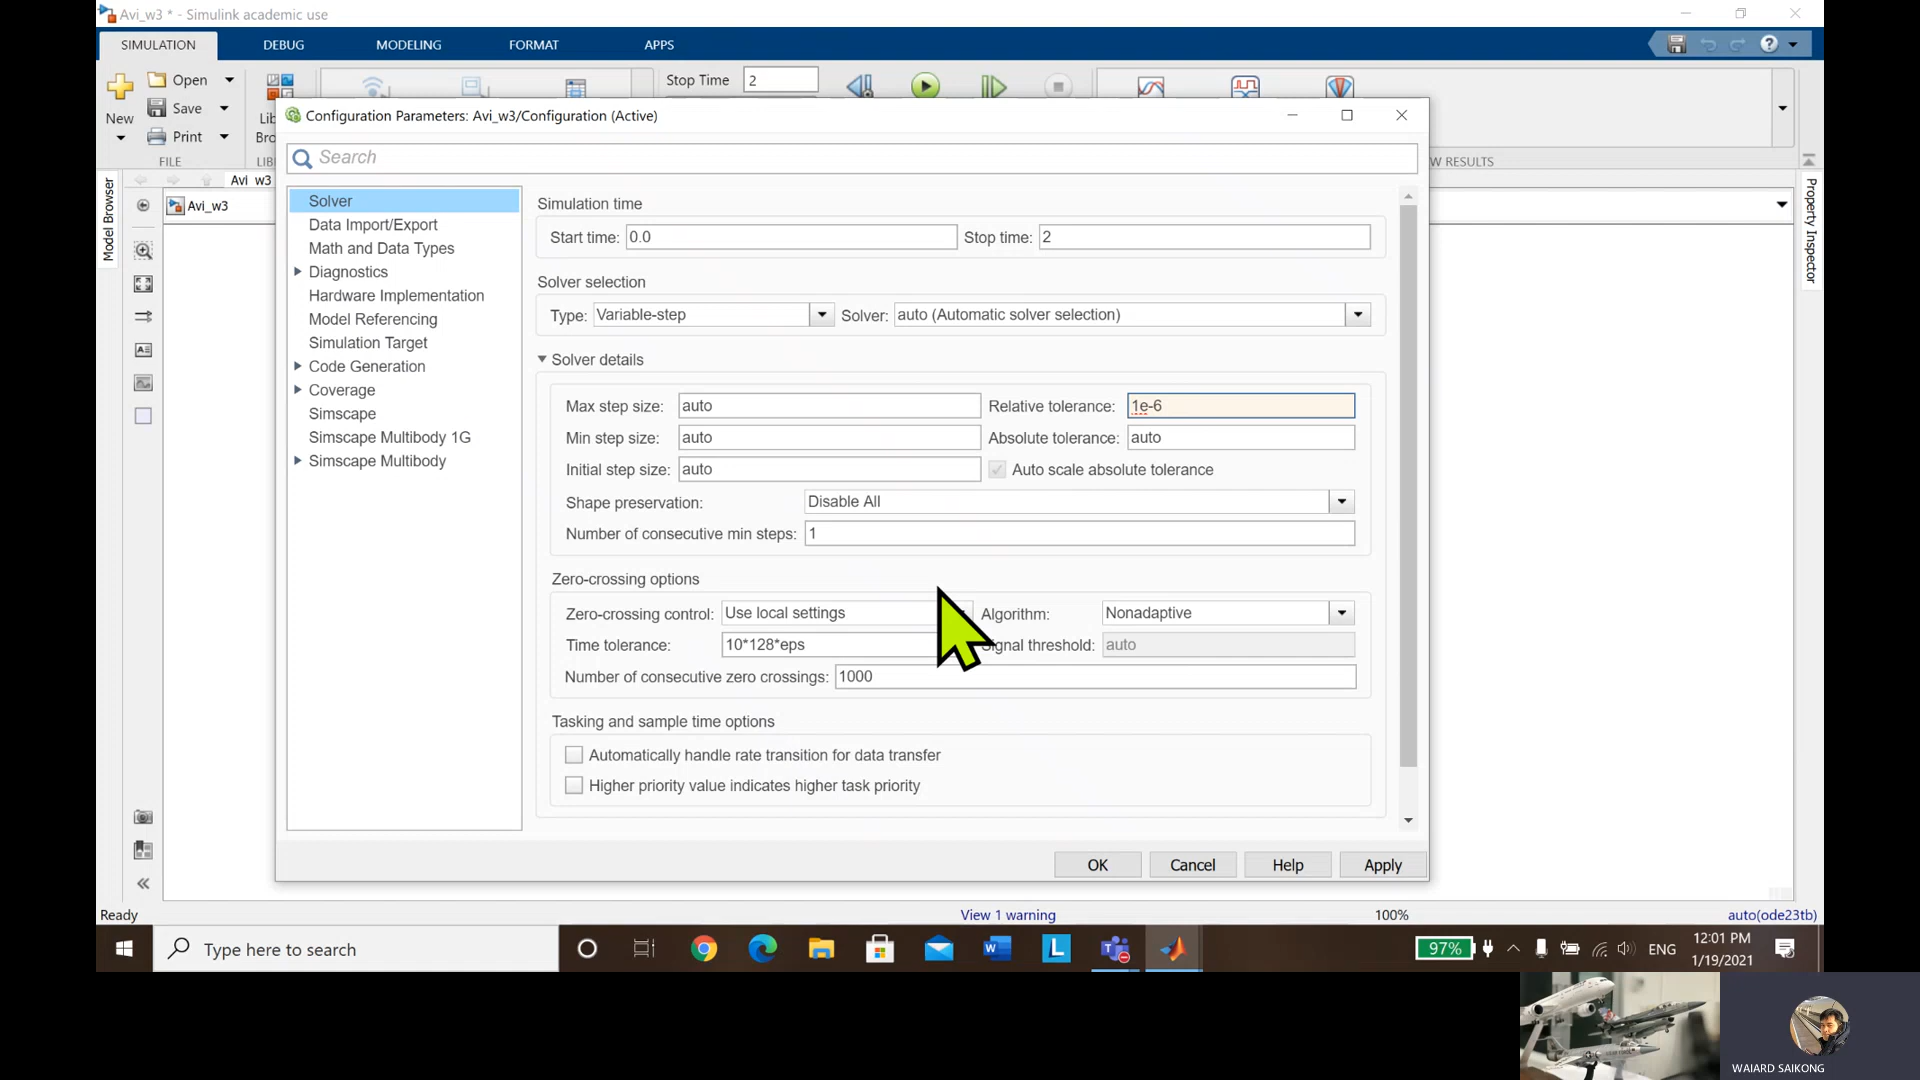 Avi_w3 * - Simulink academic use
SIMULATION DEBUG MODELING FORMAT APPS
New
Open
Save
Print
FILE
Stop Time 2
W RESULTS
Configuration Parameters: Avi_w3/Configuration (Active)
Search
Model Browser
Avi_w3
Avi_w3
Property Inspector
Solver
Data Import/Export
Math and Data Types
Diagnostics
Hardware Implementation
Model Referencing
Simulation Target
Code Generation
Coverage
Simscape
Simscape Multibody 1G
Simscape Multibody
Simulation time
Start time: 0.0 Stop time: 2
Solver selection
Type: Variable-step Solver: auto (Automatic solver selection)
Solver details
Max step size: auto Relative tolerance: 1e-6
Min step size: auto Absolute tolerance: auto
Initial step size: auto Auto scale absolute tolerance
Shape preservation: Disable All
Number of consecutive min steps: 1
Zero-crossing options
Zero-crossing control: Use local settings Algorithm: Nonadaptive
Time tolerance: 10*128*eps Signal threshold: auto
Number of consecutive zero crossings: 1000
Tasking and sample time options
Automatically handle rate transition for data transfer
Higher priority value indicates higher task priority
OK Cancel Help Apply
Ready View 1 warning 100% auto(ode23tb)
Type here to search
97% ENG 12:01 PM
1/19/2021
WAIARD SAIKONG